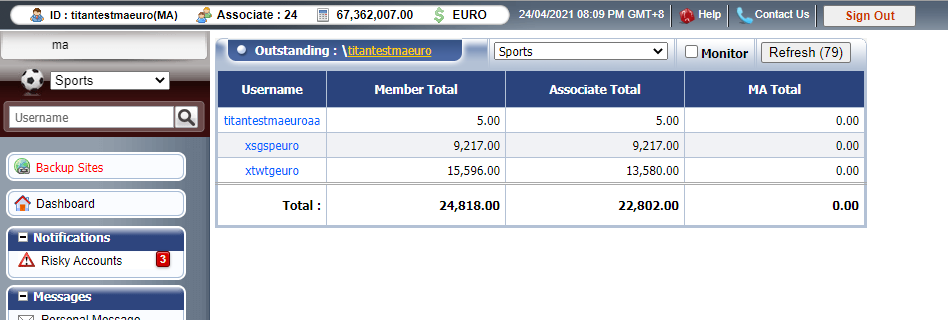 ID : titantestmaeuro(MA) Associate : 24 67,362,007.00 EURO 24/04/2021 08:09 PM GMT+8 Help Contact Us Sign Out
ma
Sports
Username
Backup Sites
Dashboard
Notifications
Risky Accounts 3
Messages
Personal Message
Outstanding : \titantestmaeuro Sports Monitor Refresh (79)
Username Member Total Associate Total MA Total
titantestmaeuroaa 5.00 5.00 0.00
xsgspeuro 9,217.00 9,217.00 0.00
xtwtgeuro 15,596.00 13,580.00 0.00
Total : 24,818.00 22,802.00 0.00